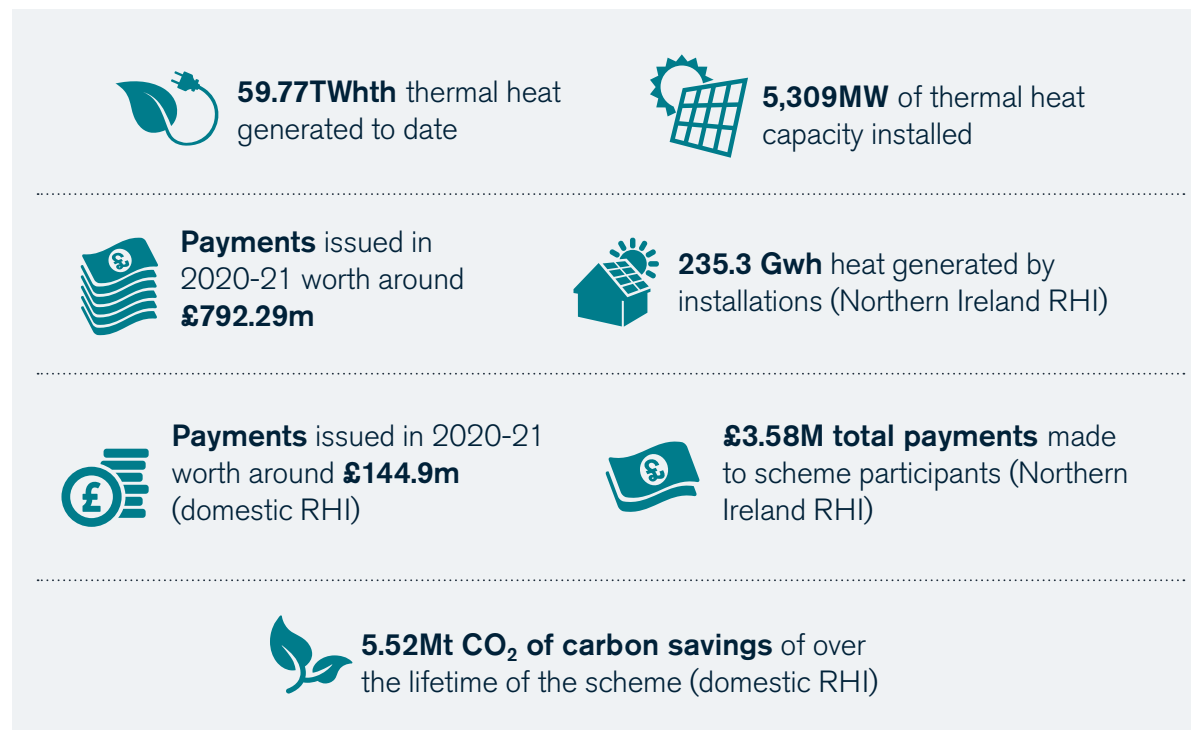 59.77TWhth thermal heat
generated to date
5,309MW of thermal heat
capacity installed
Payments issued in
2020-21 worth around
£792.29m
235.3 Gwh heat generated by
installations (Northern Ireland RHI)
Payments issued in 2020-21
worth around £144.9m
(domestic RHI)
£3.58M total payments made
to scheme participants (Northern
Ireland RHI)
5.52Mt CO₂ of carbon savings of over
the lifetime of the scheme (domestic RHI)